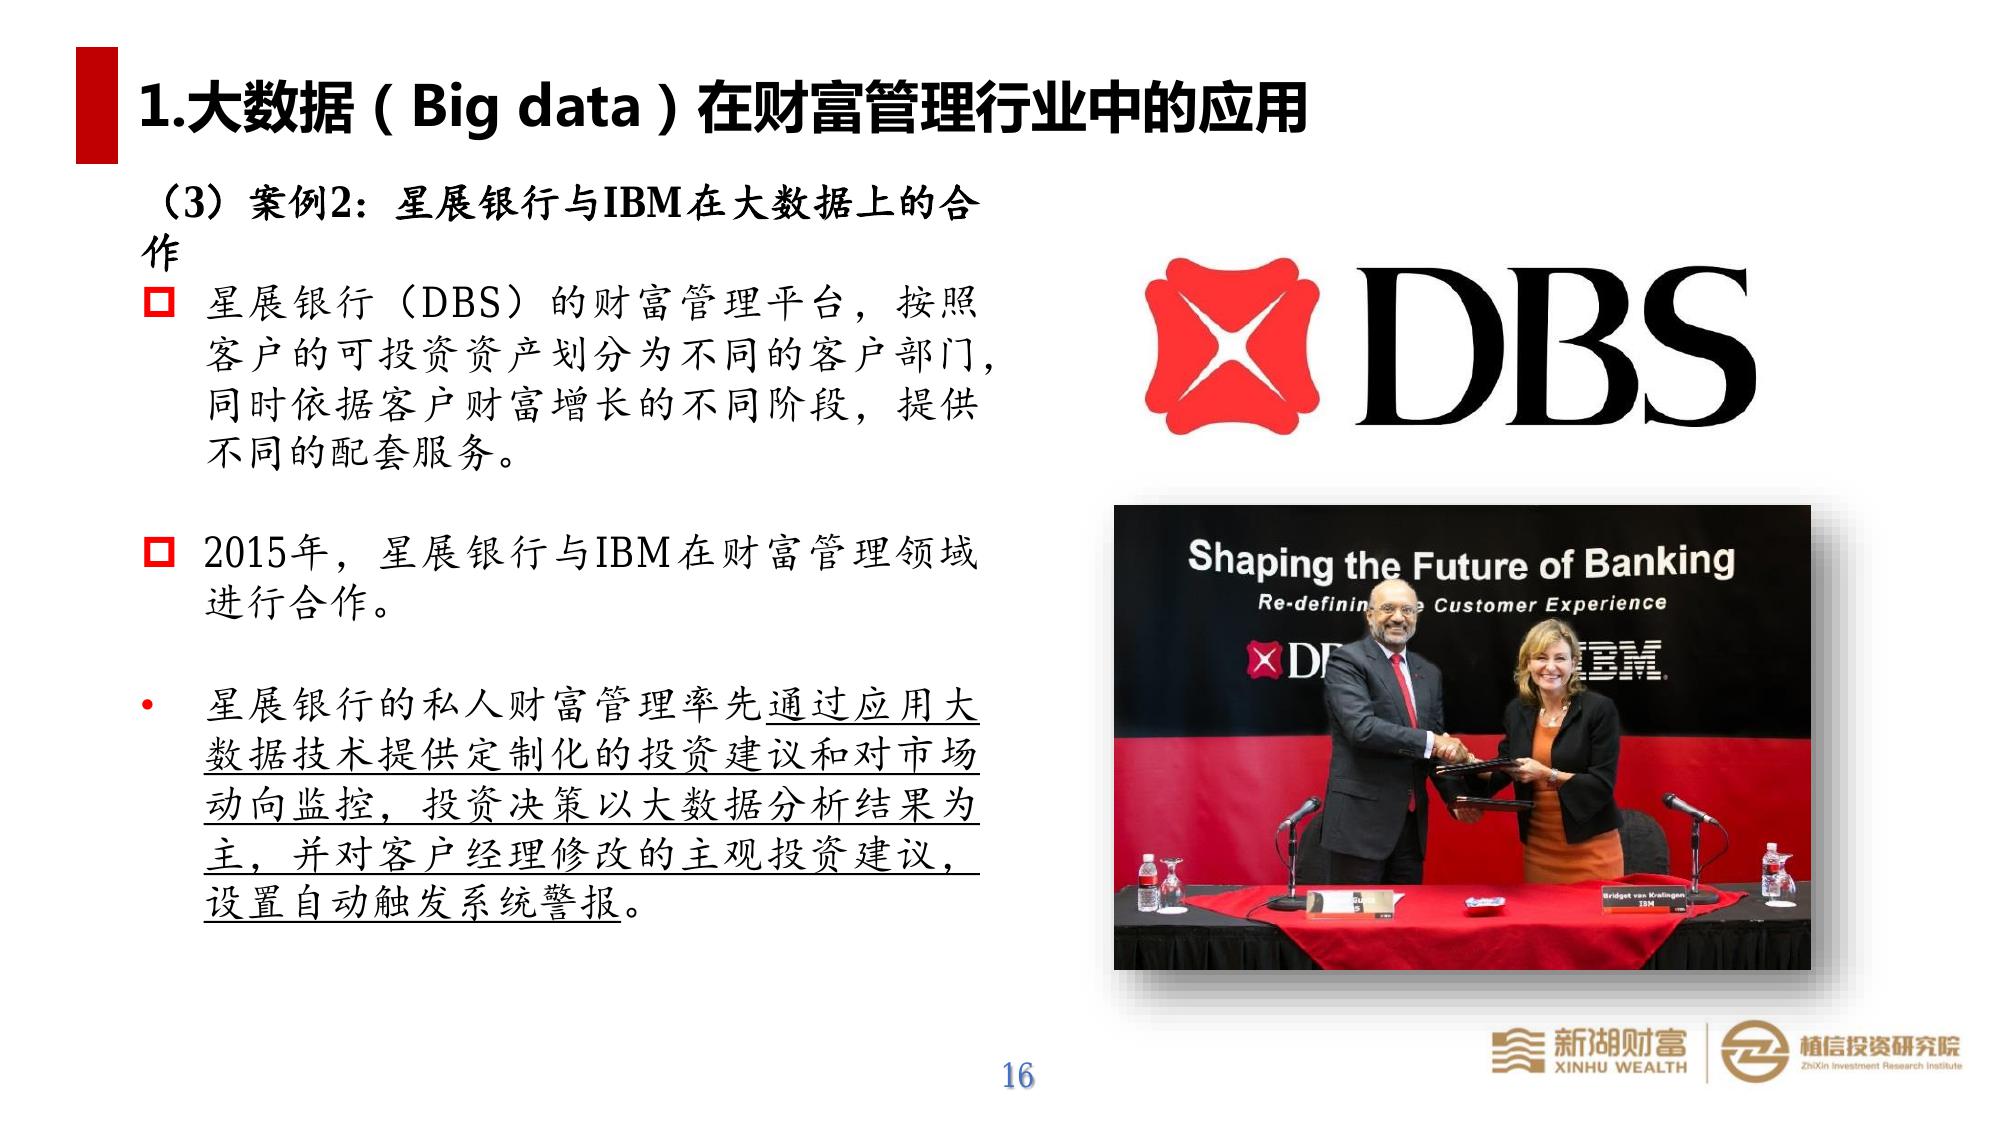 1.大数据（Big data）在财富管理行业中的应用
（3）案例2：星展银行与IBM在大数据上的合
作
星展银行（DBS）的财富管理平台，按照
客户的可投资资产划分为不同的客户部门，
同时依据客户财富增长的不同阶段，提供
不同的配套服务。
2015年，星展银行与IBM在财富管理领域
进行合作。
• 星展银行的私人财富管理率先通过应用大
数据技术提供定制化的投资建议和对市场
动向监控，投资决策以大数据分析结果为
主，并对客户经理修改的主观投资建议，
设置自动触发系统警报。
DBS
Shaping the Future of Banking
Customer Experience
IBM
Bridget van Kralingen
IBM
新湖财富
XINHU WEALTH
植信投资研究院
ZhiXin Investment Research Institute
16